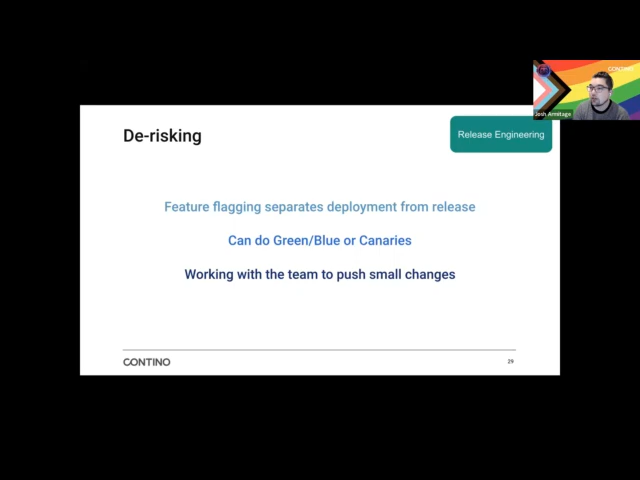 De-risking
Release Engineering
Feature flagging separates deployment from release
Can do Green/Blue or Canaries
Working with the team to push small changes
CONTINO
29
CONTINO
Josh Armitage